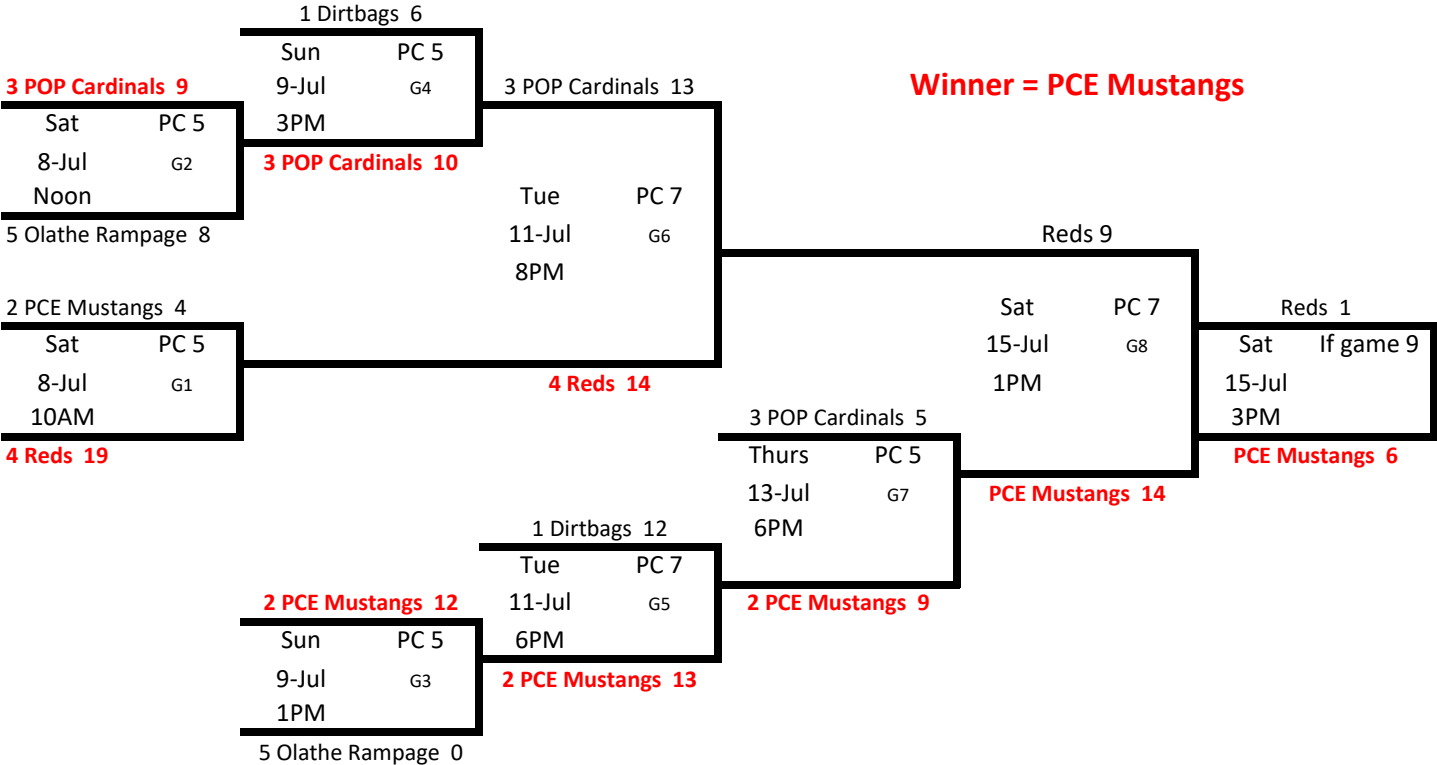 1 Dirtbags 6
Sun PC 5
9-Jul G4
3PM
3 POP Cardinals 10
3 POP Cardinals 9
Sat PC 5
8-Jul G2
Noon
5 Olathe Rampage 8
3 POP Cardinals 13
Tue PC 7
11-Jul G6
8PM
4 Reds 14
Winner = PCE Mustangs
2 PCE Mustangs 4
Sat PC 5
8-Jul G1
10AM
4 Reds 19
Reds 9
Sat PC 7
15-Jul G8
1PM
PCE Mustangs 14
Reds 1
Sat If game 9
15-Jul
3PM
PCE Mustangs 6
3 POP Cardinals 5
Thurs PC 5
13-Jul G7
6PM
2 PCE Mustangs 9
1 Dirtbags 12
Tue PC 7
11-Jul G5
6PM
2 PCE Mustangs 13
2 PCE Mustangs 12
Sun PC 5
9-Jul G3
1PM
5 Olathe Rampage 0